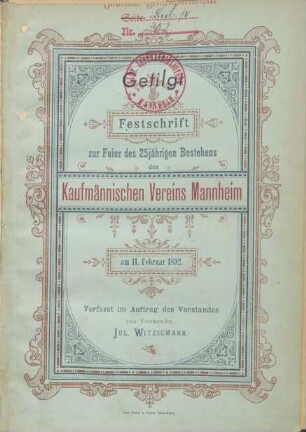 Getilgt
MANNHEIM
Festschrift
zur Feier des 25jährigen Bestehens
des
Kaufmännischen Vereins Mannheim
am 11. Februar 1892.
Verfasst im Auftrag des Vorstandes
vom Vorsitzenden
JUL. WITZIGMANN.